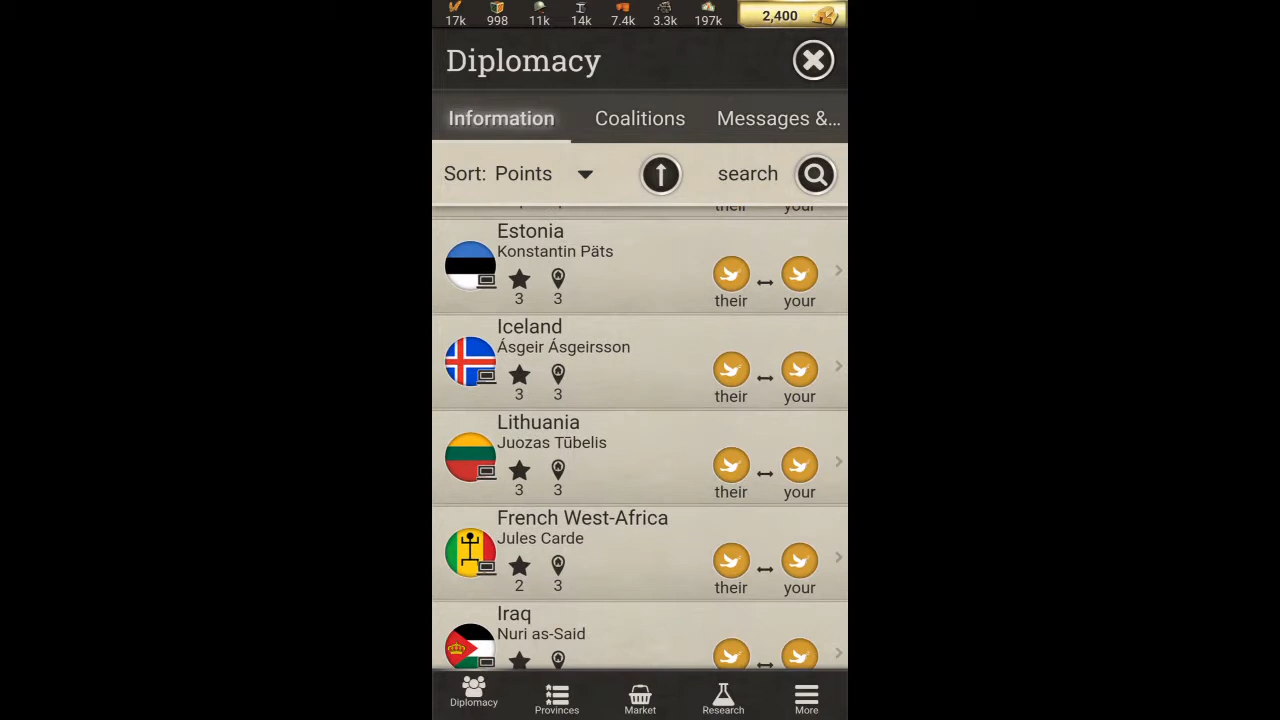 17k 998 11k 14k 7.4k 3.3k 197k 2,400
Diplomacy
Information Coalitions Messages &...
Sort: Points search
their your
Estonia
Konstantin Päts
3 3
their your
Iceland
Ásgeir Ásgeirsson
3 3
their your
Lithuania
Juozas Tūbelis
3 3
their your
French West-Africa
Jules Carde
2 3
their your
Iraq
Nuri as-Said
Diplomacy Provinces Market Research More